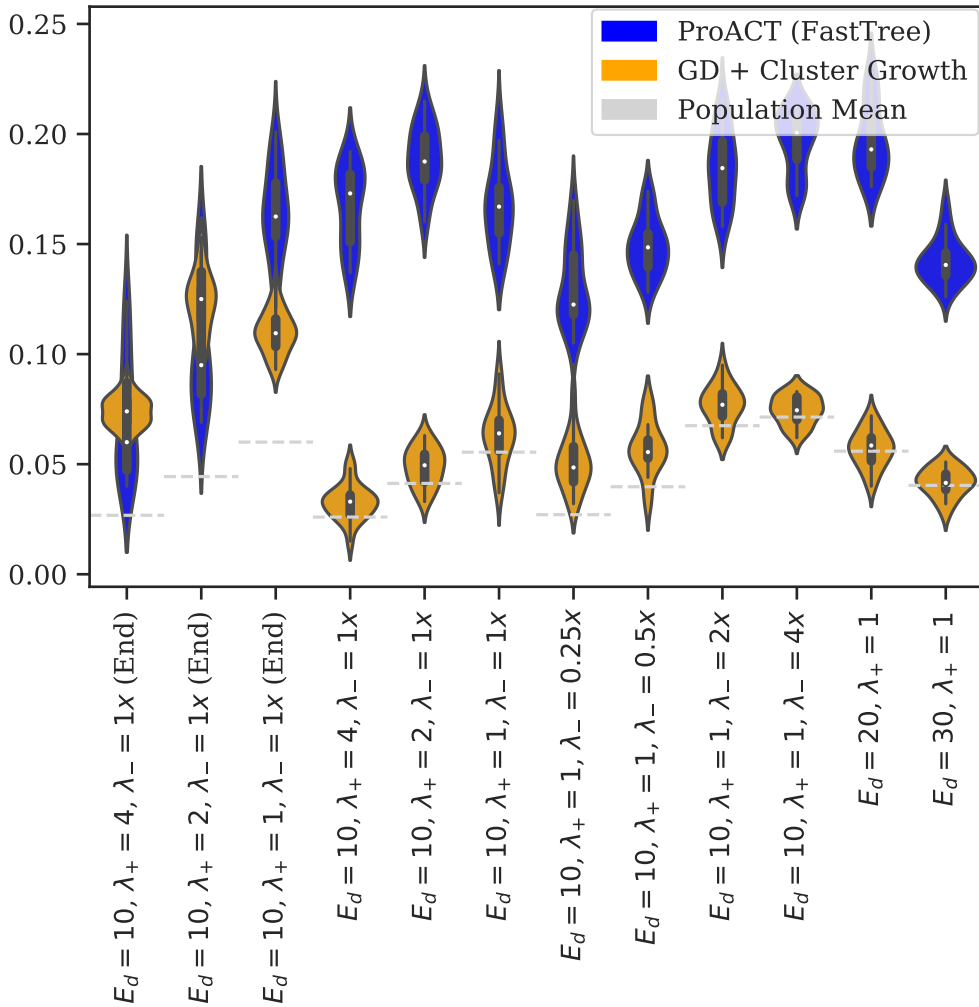 0.25
0.20
0.15
0.10
0.05
0.00
ProACT (FastTree)
GD + Cluster Growth
Population Mean
E_d = 10, λ_+ = 4, λ_− = 1x (End)
E_d = 10, λ_+ = 2, λ_− = 1x (End)
E_d = 10, λ_+ = 1, λ_− = 1x (End)
E_d = 10, λ_+ = 4, λ_− = 1x
E_d = 10, λ_+ = 2, λ_− = 1x
E_d = 10, λ_+ = 1, λ_− = 1x
E_d = 10, λ_+ = 1, λ_− = 0.25x
E_d = 10, λ_+ = 1, λ_− = 0.5x
E_d = 10, λ_+ = 1, λ_− = 2x
E_d = 10, λ_+ = 1, λ_− = 4x
E_d = 20, λ_+ = 1
E_d = 30, λ_+ = 1